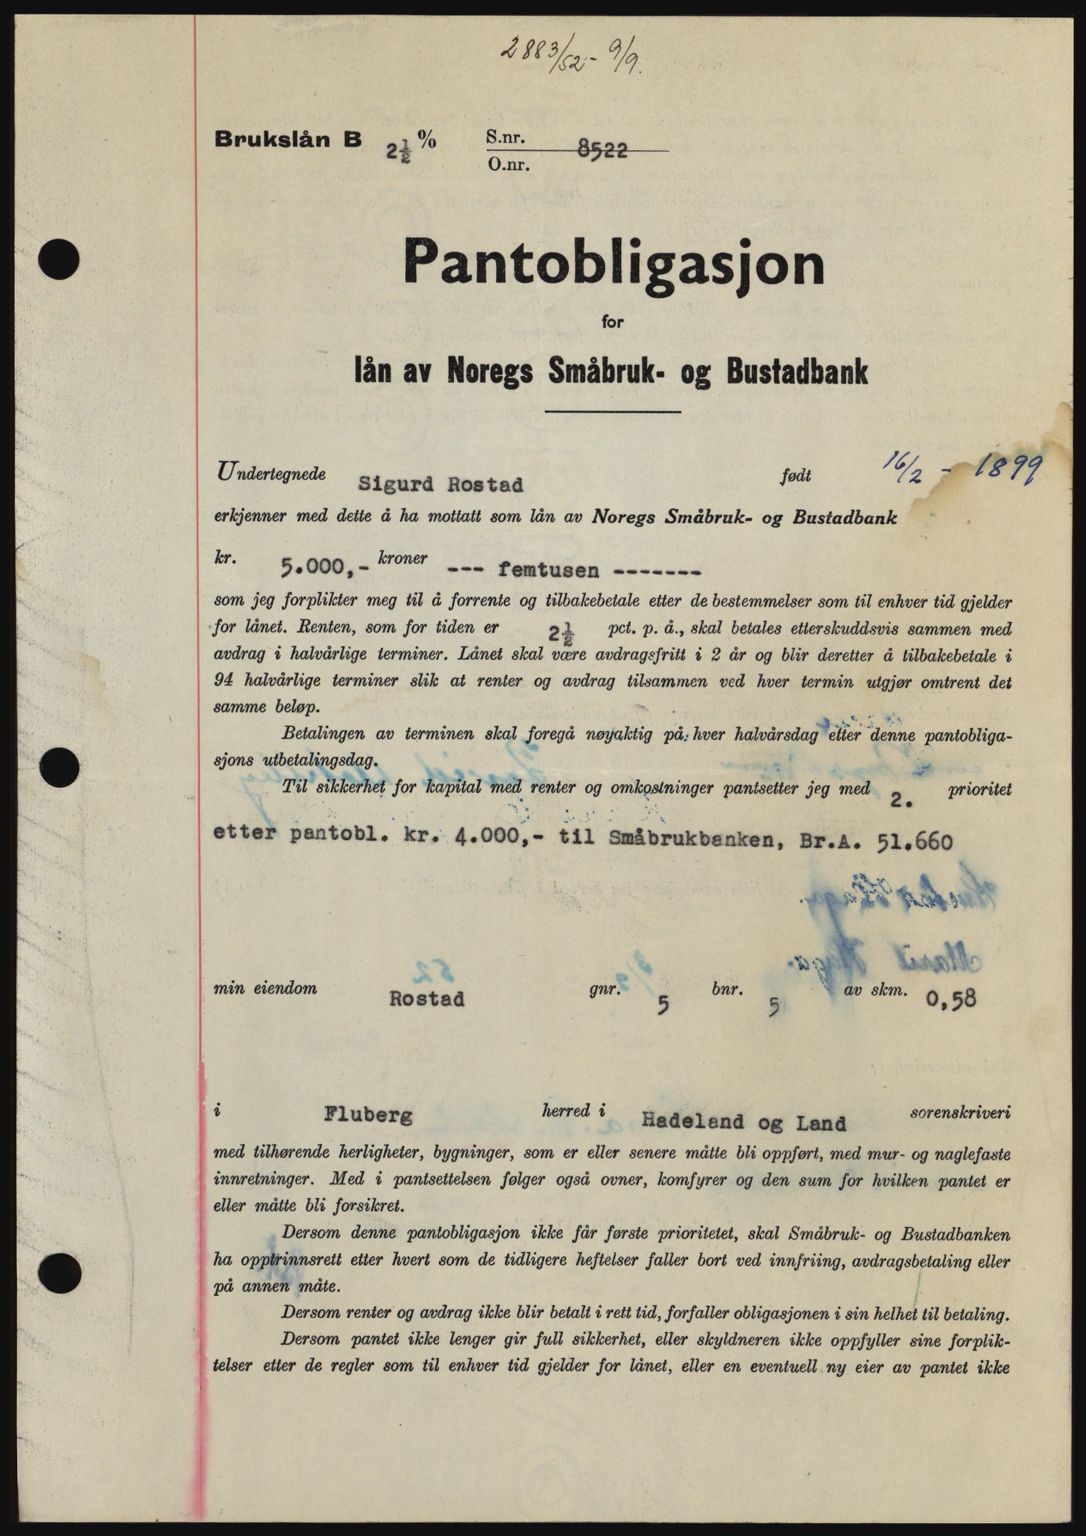 2883/52 - 9/9.
Brukslån B 2½ % S.nr. 8522
O.nr.
Pantobligasjon
for
lån av Noregs Småbruk- og Bustadbank
Undertegnede Sigurd Rostad født 16/2 - 1899
erkjenner med dette å ha mottatt som lån av Noregs Småbruk- og Bustadbank
kr. 5.000,- kroner --- femtusen -------
som jeg forplikter meg til å forrente og tilbakebetale etter de bestemmelser som til enhver tid gjelder
for lånet. Renten, som for tiden er 2½ pct. p. å., skal betales etterskuddsvis sammen med
avdrag i halvårlige terminer. Lånet skal være avdragsfritt i 2 år og blir deretter å tilbakebetale i
94 halvårlige terminer slik at renter og avdrag tilsammen ved hver termin utgjør omtrent det
samme beløp.
Betalingen av terminen skal foregå nøyaktig på hver halvårsdag etter denne pantobliga-
sjons utbetalingsdag.
Til sikkerhet for kapital med renter og omkostninger pantsetter jeg med 2. prioritet
etter pantobl. kr. 4.000,- til Småbrukbanken, Br.A. 51.660
min eiendom Rostad gnr. 5 bnr. 5 av skm. 0,58
i Fluberg herred i Hadeland og Land sorenskriveri
med tilhørende herligheter, bygninger, som er eller senere måtte bli oppført, med mur- og naglefaste
innretninger. Med i pantsettelsen følger også ovner, komfyrer og den sum for hvilken pantet er
eller måtte bli forsikret.
Dersom denne pantobligasjon ikke får første prioritetet, skal Småbruk- og Bustadbanken
ha opptrinnsrett etter hvert som de tidligere heftelser faller bort ved innfriing, avdragsbetaling eller
på annen måte.
Dersom renter og avdrag ikke blir betalt i rett tid, forfaller obligasjonen i sin helhet til betaling.
Dersom pantet ikke lenger gir full sikkerhet, eller skyldneren ikke oppfyller sine forplik-
telser etter de regler som til enhver tid gjelder for lånet, eller en eventuell ny eier av pantet ikke